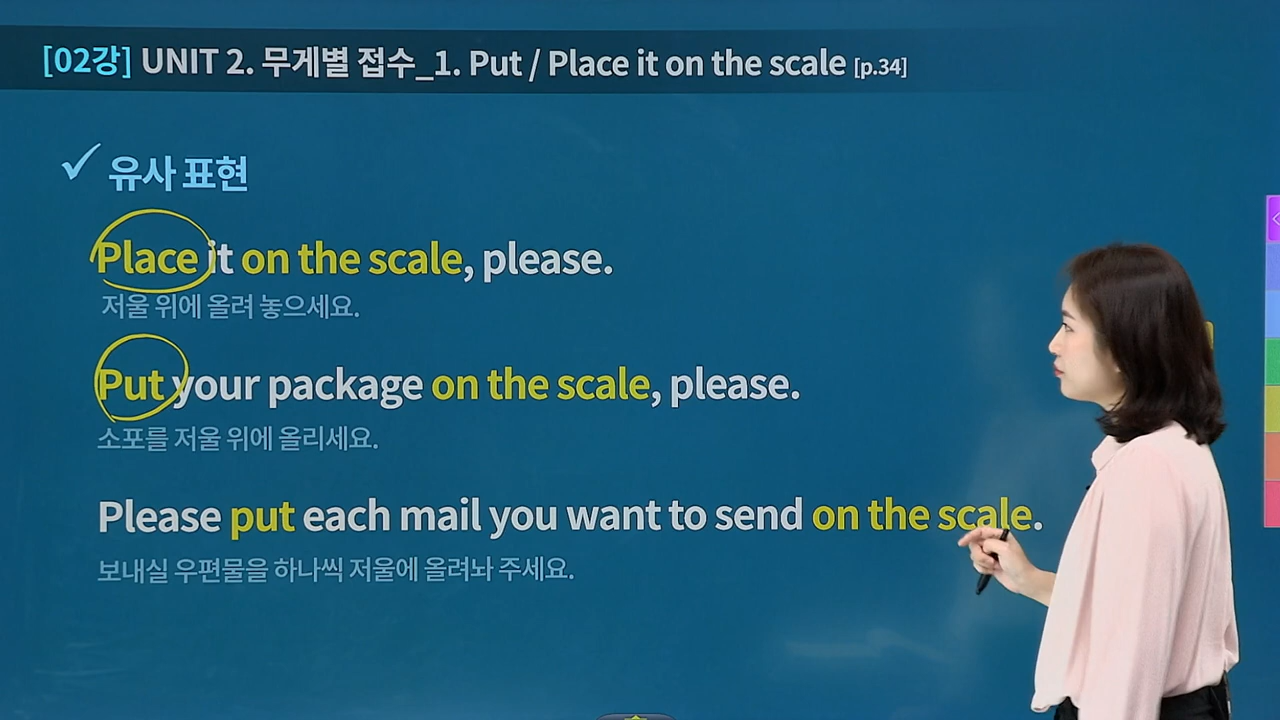 [02강] UNIT 2. 무게별 접수_1. Put / Place it on the scale [p.34]
유사 표현
Place it on the scale, please.
저울 위에 올려 놓으세요.
Put your package on the scale, please.
소포를 저울 위에 올리세요.
Please put each mail you want to send on the scale.
보내실 우편물을 하나씩 저울에 올려놔 주세요.